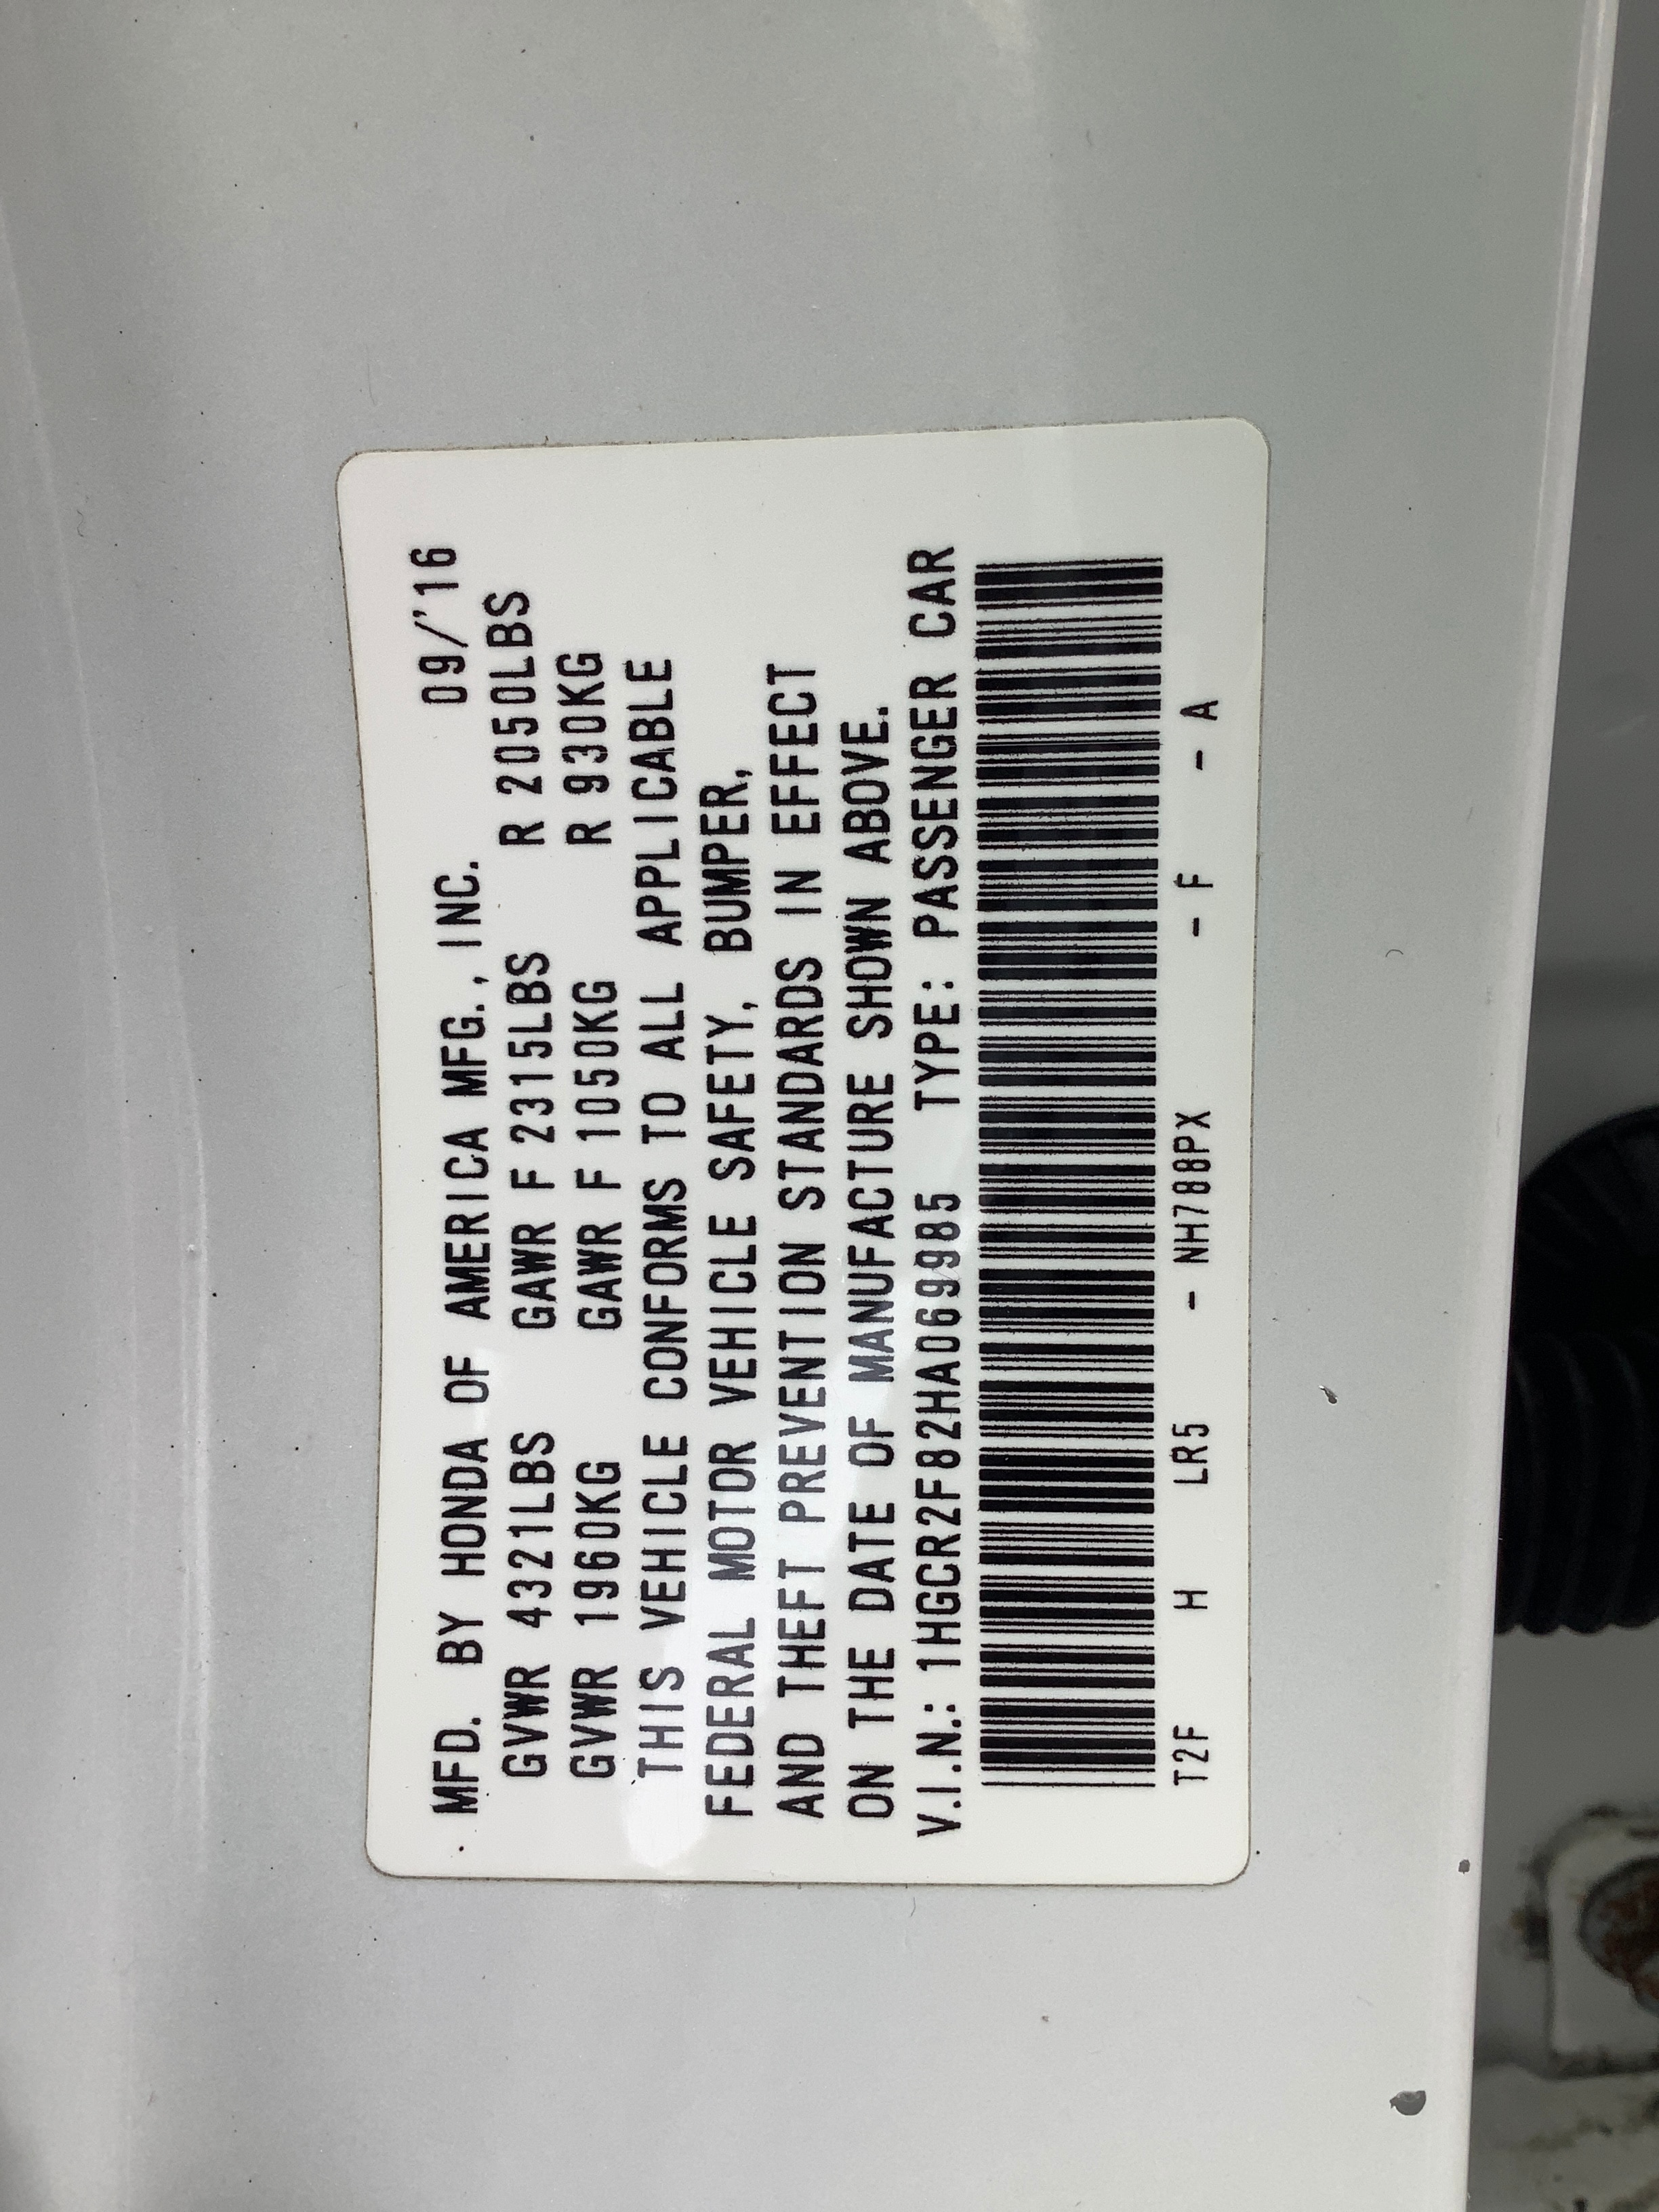 MFD. BY HONDA OF AMERICA MFG., INC. 09/'16
GVWR 4321LBS GAWR F 2315LBS R 2050LBS
GVWR 1960KG GAWR F 1050KG R 930KG
THIS VEHICLE CONFORMS TO ALL APPLICABLE
FEDERAL MOTOR VEHICLE SAFETY, BUMPER,
AND THEFT PREVENTION STANDARDS IN EFFECT
ON THE DATE OF MANUFACTURE SHOWN ABOVE.
V.I.N.: 1HGCR2F82HA069985 TYPE: PASSENGER CAR
T2F H LR5 - NH788PX - F - A